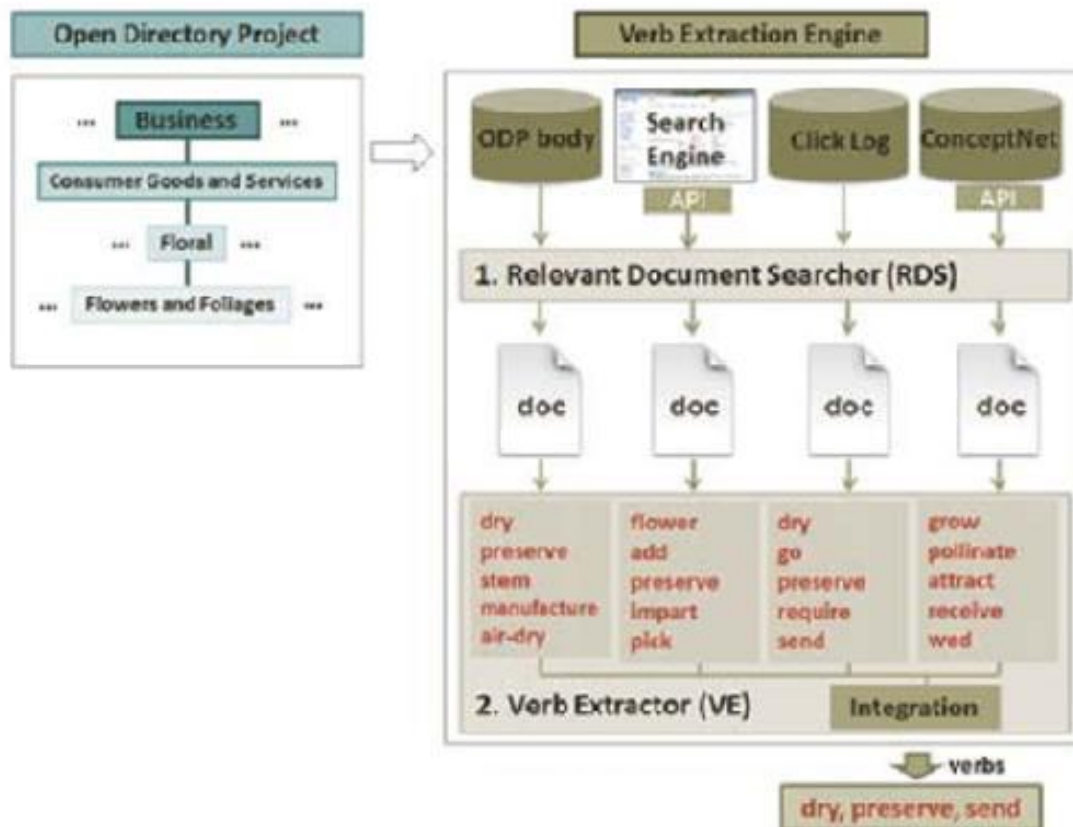 Open Directory Project
... Business ...
Consumer Goods and Services
... Floral ...
... Flowers and Foliages ...
Verb Extraction Engine
ODP body
Search
Engine
Click Log
ConceptNet
API
API
1. Relevant Document Searcher (RDS)
doc
doc
doc
doc
dry
preserve
stem
manufacture
air-dry
flower
add
preserve
impart
pick
dry
go
preserve
require
send
grow
pollinate
attract
receive
wed
2. Verb Extractor (VE)
Integration
verbs
dry, preserve, send